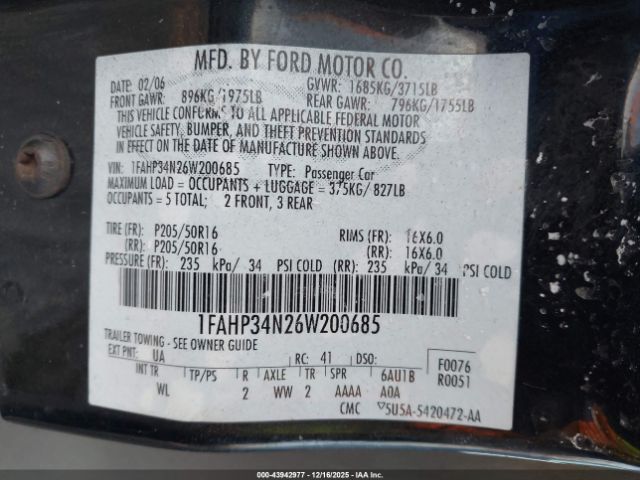 MFD. BY FORD MOTOR CO.
DATE: 02/06 GVWR: 1685KG/3715LB
FRONT GAWR: 896KG/1975LB REAR GAWR: 796KG/1755LB
THIS VEHICLE CONFORMS TO ALL APPLICABLE FEDERAL MOTOR
VEHICLE SAFETY, BUMPER, AND THEFT PREVENTION STANDARDS
IN EFFECT ON THE DATE OF MANUFACTURE SHOWN ABOVE.
VIN: 1FAHP34N26W200685 TYPE: Passenger Car
MAXIMUM LOAD = OCCUPANTS + LUGGAGE = 375KG/ 827LB
OCCUPANTS = 5 TOTAL; 2 FRONT, 3 REAR
TIRE (FR): P205/50R16 RIMS (FR): 16X6.0
(RR): P205/50R16 (RR): 16X6.0
PRESSURE (FR): 235 kPa/ 34 PSI COLD (RR): 235 kPa/ 34 PSI COLD
1FAHP34N26W200685
TRAILER TOWING - SEE OWNER GUIDE
EXT PNT: UA RC: 41 DSO: F0076
INT TR TP/PS R AXLE TR SPR 6AU1B R0051
WL 2 WW 2 AAAA A0A
CMC 5U5A-5420472-AA
000-43942977 - 12/16/2025 - IAA, Inc.